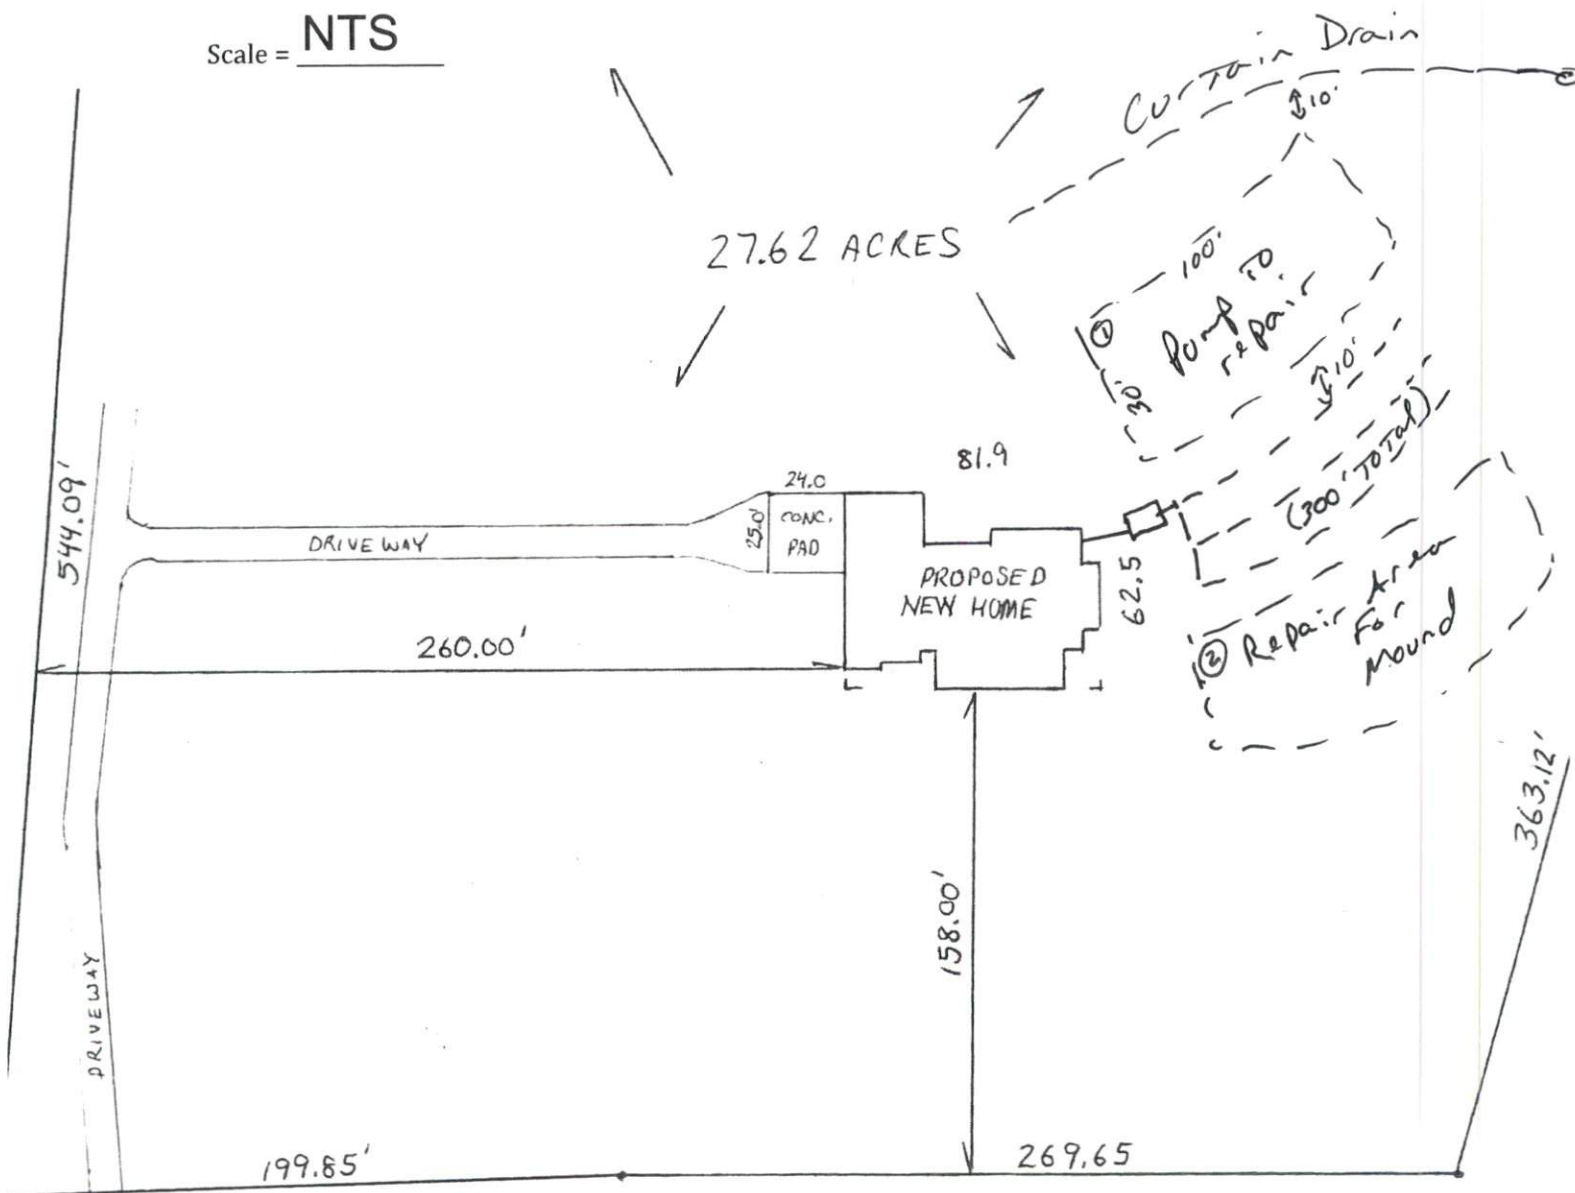 Scale = NTS
Curtain Drain
10'
27.62 ACRES
100'
①
Pump to
repair
30'
10'
(300' Total)
81.9
24.0
25.0'
CONC.
PAD
DRIVEWAY
544.09'
PROPOSED
NEW HOME
62.5
② Repair Area
For
Mound
260.00'
363.12'
158.00'
DRIVEWAY
199.85'
269.65